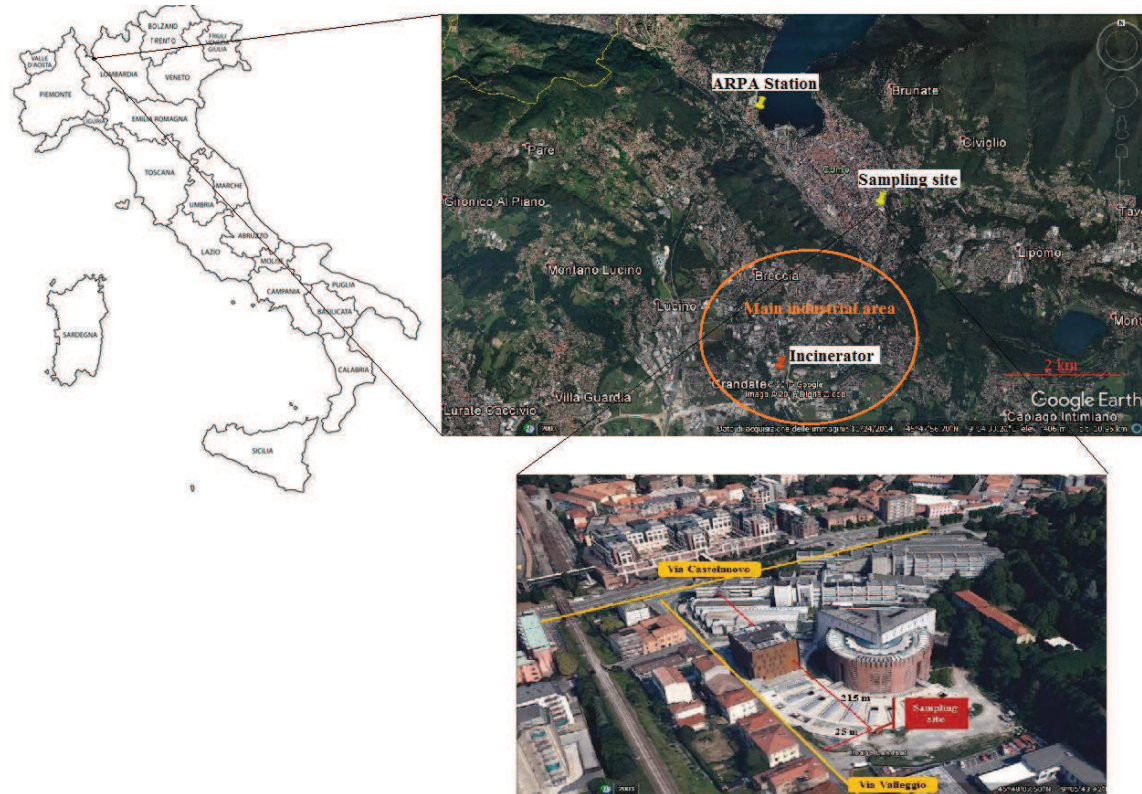 BOLZANO
TRENTO
FRIULI
VENEZIA
GIULIA
VALLE
D'AOSTA
LOMBARDIA
VENETO
PIEMONTE
EMILIA ROMAGNA
LIGURIA
TOSCANA
MARCHE
UMBRIA
LAZIO
ABRUZZO
MOLISE
CAMPANIA
PUGLIA
BASILICATA
SARDEGNA
CALABRIA
SICILIA
ARPA Station
Brunate
Civiglio
Pare
Como
Sampling site
Gironico Al Piano
Lipomo
Montano Lucino
Breccia
Lucino
Main industrial area
Incinerator
2 km
Grandate
Google Earth
Villa Guardia
Lurate Caccivio
Capiago Intimiano
2003
Via Castelnuovo
215 m
Sampling
site
25 m
Via Valleggio
2003